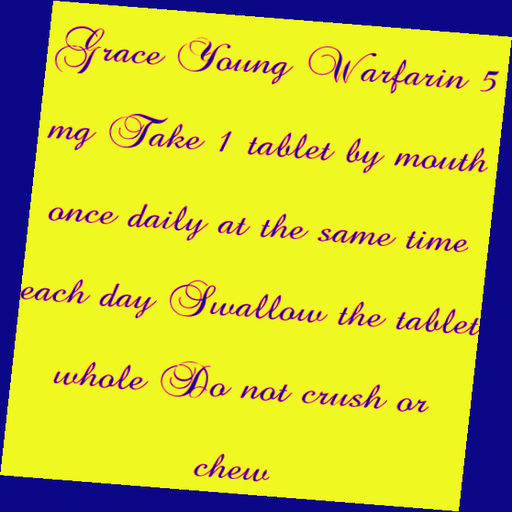 Grace Young Warfarin 5
mg Take 1 tablet by mouth
once daily at the same time
each day Swallow the tablet
whole Do not crush or
chew